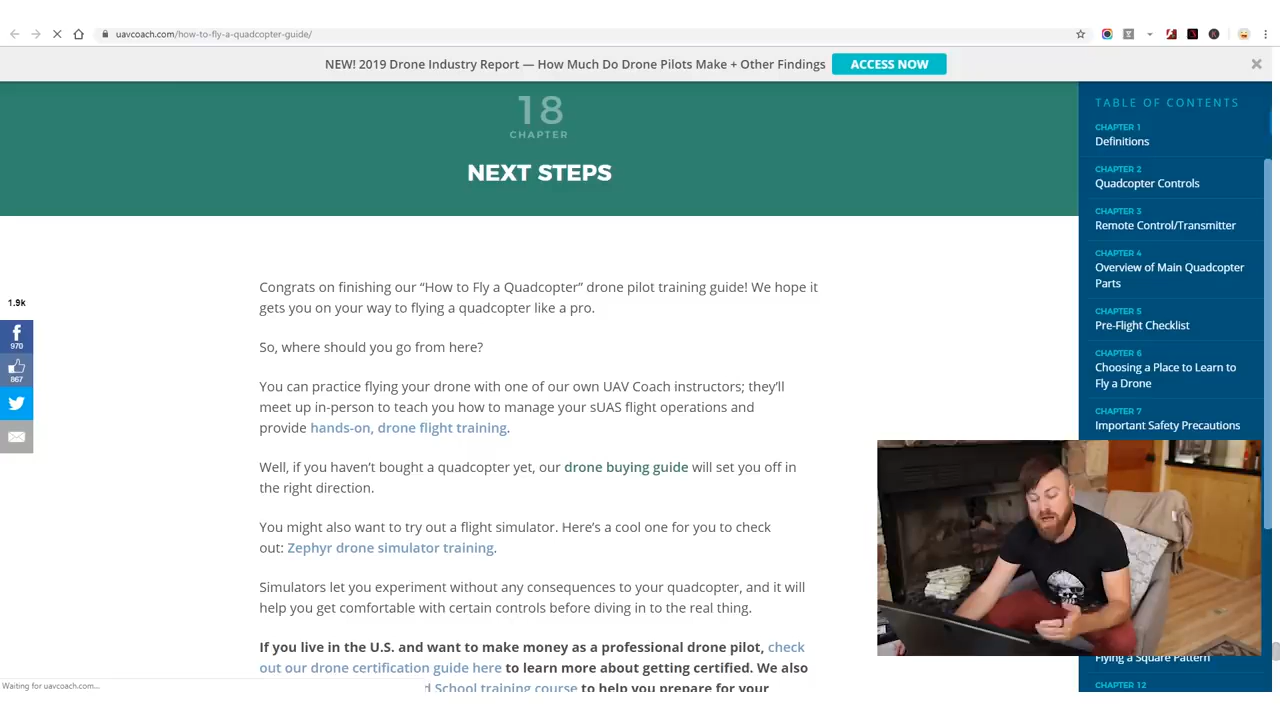 uavcoach.com/how-to-fly-a-quadcopter-guide/
NEW! 2019 Drone Industry Report — How Much Do Drone Pilots Make + Other Findings
ACCESS NOW
18
CHAPTER
NEXT STEPS
Congrats on finishing our “How to Fly a Quadcopter” drone pilot training guide! We hope it
gets you on your way to flying a quadcopter like a pro.
So, where should you go from here?
You can practice flying your drone with one of our own UAV Coach instructors; they’ll
meet up in-person to teach you how to manage your sUAS flight operations and
provide hands-on, drone flight training.
Well, if you haven’t bought a quadcopter yet, our drone buying guide will set you off in
the right direction.
You might also want to try out a flight simulator. Here’s a cool one for you to check
out: Zephyr drone simulator training.
Simulators let you experiment without any consequences to your quadcopter, and it will
help you get comfortable with certain controls before diving in to the real thing.
If you live in the U.S. and want to make money as a professional drone pilot, check
out our drone certification guide here to learn more about getting certified. We also
d School training course to help you prepare for your
1.9k
970
867
TABLE OF CONTENTS
CHAPTER 1
Definitions
CHAPTER 2
Quadcopter Controls
CHAPTER 3
Remote Control/Transmitter
CHAPTER 4
Overview of Main Quadcopter
Parts
CHAPTER 5
Pre-Flight Checklist
CHAPTER 6
Choosing a Place to Learn to
Fly a Drone
CHAPTER 7
Important Safety Precautions
Flying a Square Pattern
CHAPTER 12
Waiting for uavcoach.com...